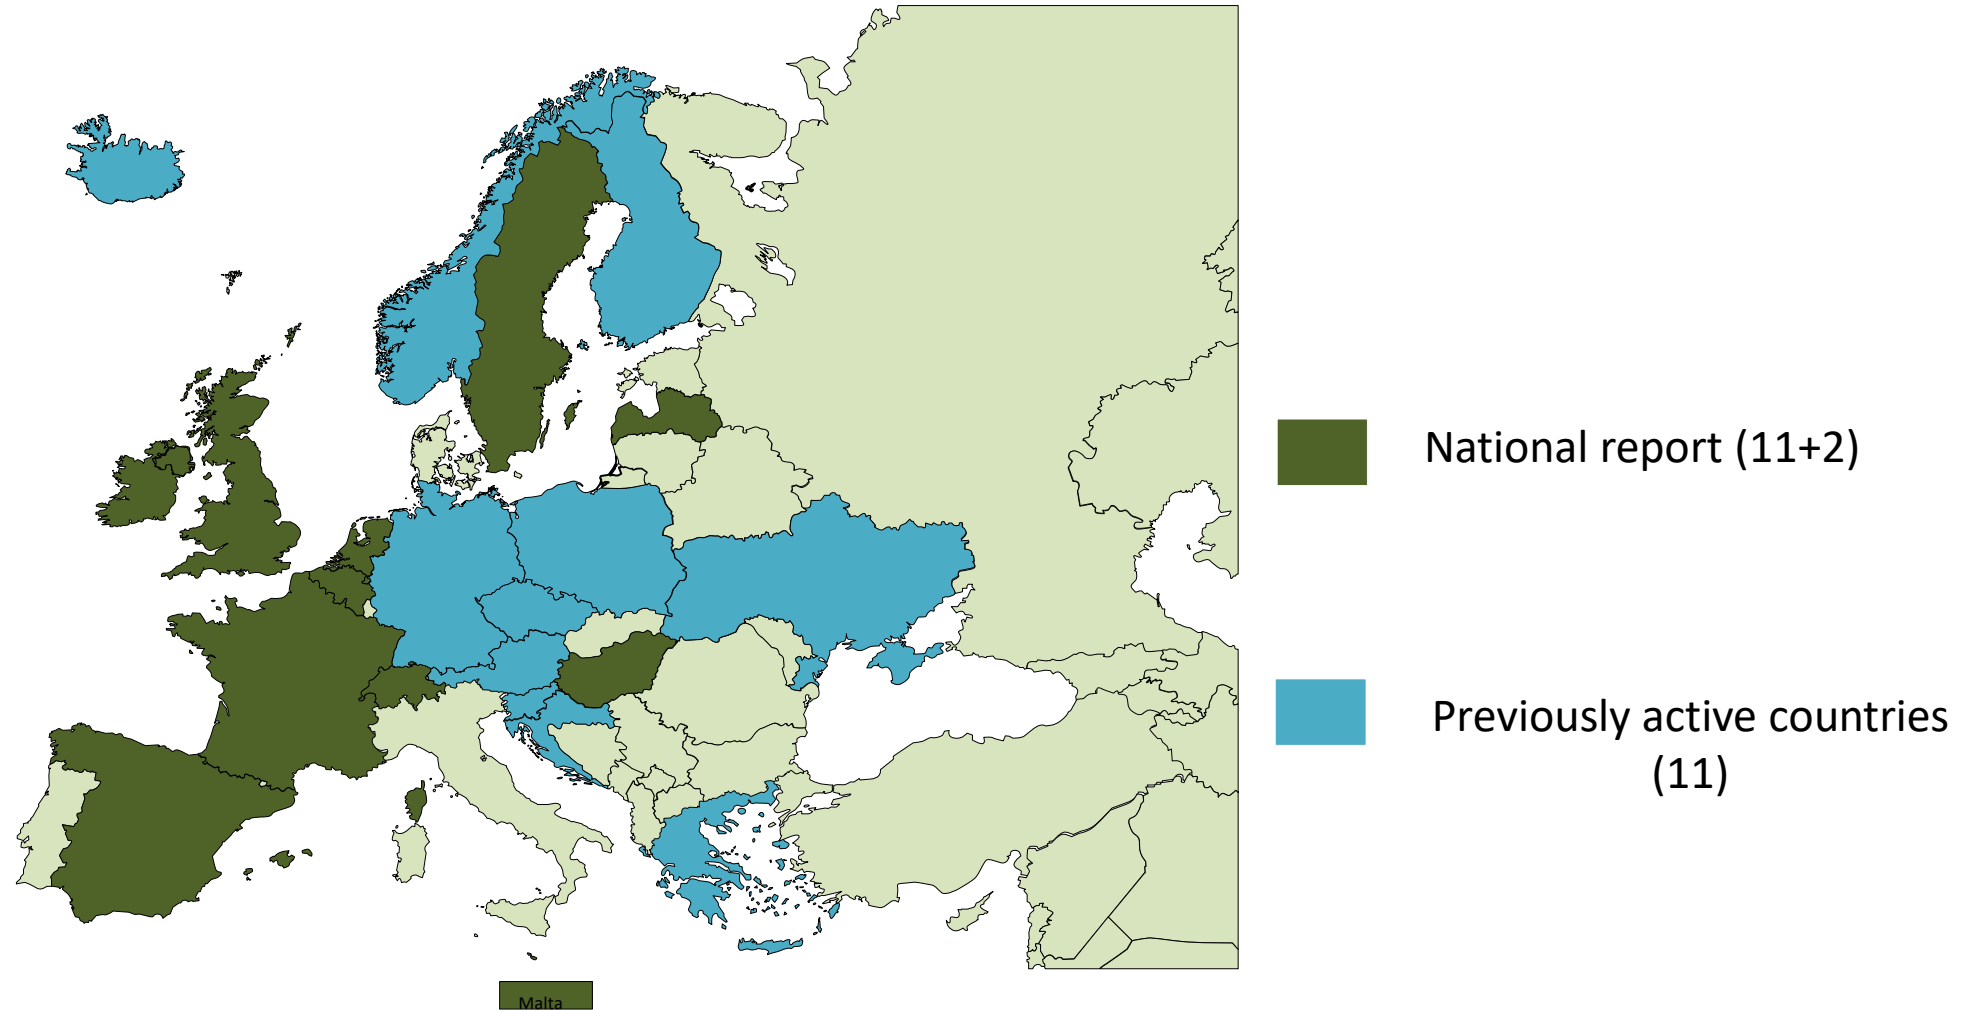 National report (11+2)
Previously active countries
(11)
Malta